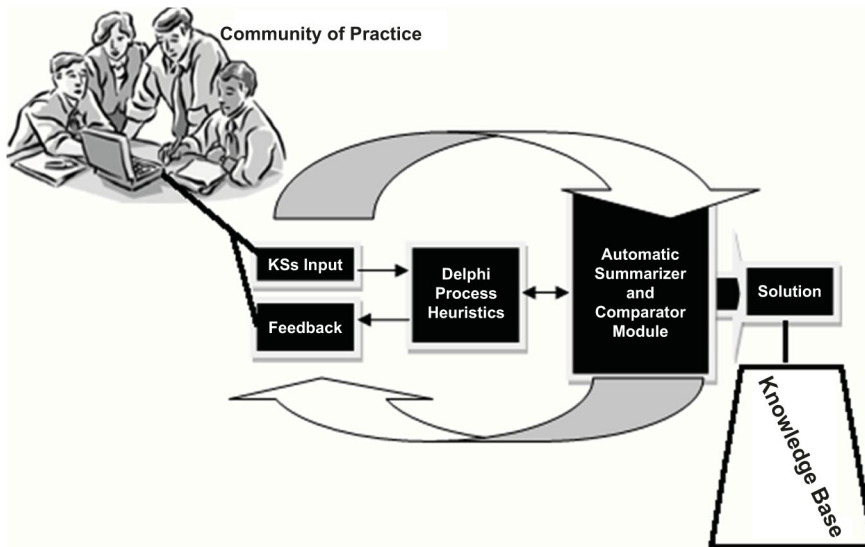 Community of Practice
KSs Input
Feedback
Delphi
Process
Heuristics
Automatic
Summarizer
and
Comparator
Module
Solution
Knowledge Base